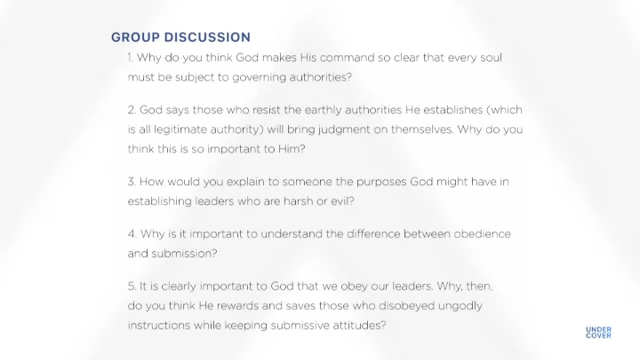 GROUP DISCUSSION
1. Why do you think God makes His command so clear that every soul
must be subject to governing authorities?
2. God says those who resist the earthly authorities He establishes (which
is all legitimate authority) will bring judgment on themselves. Why do you
think this is so important to Him?
3. How would you explain to someone the purposes God might have in
establishing leaders who are harsh or evil?
4. Why is it important to understand the difference between obedience
and submission?
5. It is clearly important to God that we obey our leaders. Why, then,
do you think He rewards and saves those who disobeyed ungodly
instructions while keeping submissive attitudes?
UNDER
COVER